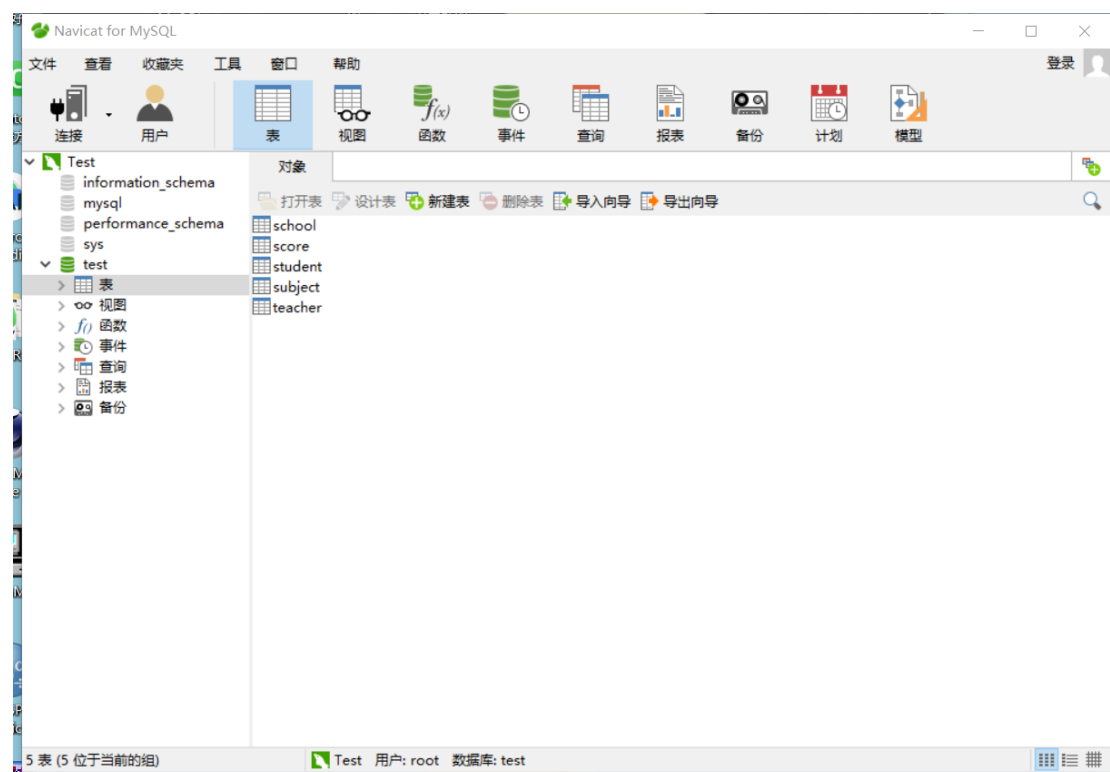 Navicat for MySQL
文件 查看 收藏夹 工具 窗口 帮助 登录
连接 用户 表 视图 函数 事件 查询 报表 备份 计划 模型
Test
information_schema
mysql
performance_schema
sys
test
表
视图
函数
事件
查询
报表
备份
对象
打开表 设计表 新建表 删除表 导入向导 导出向导
school
score
student
subject
teacher
5 表 (5 位于当前的组) Test 用户: root 数据库: test